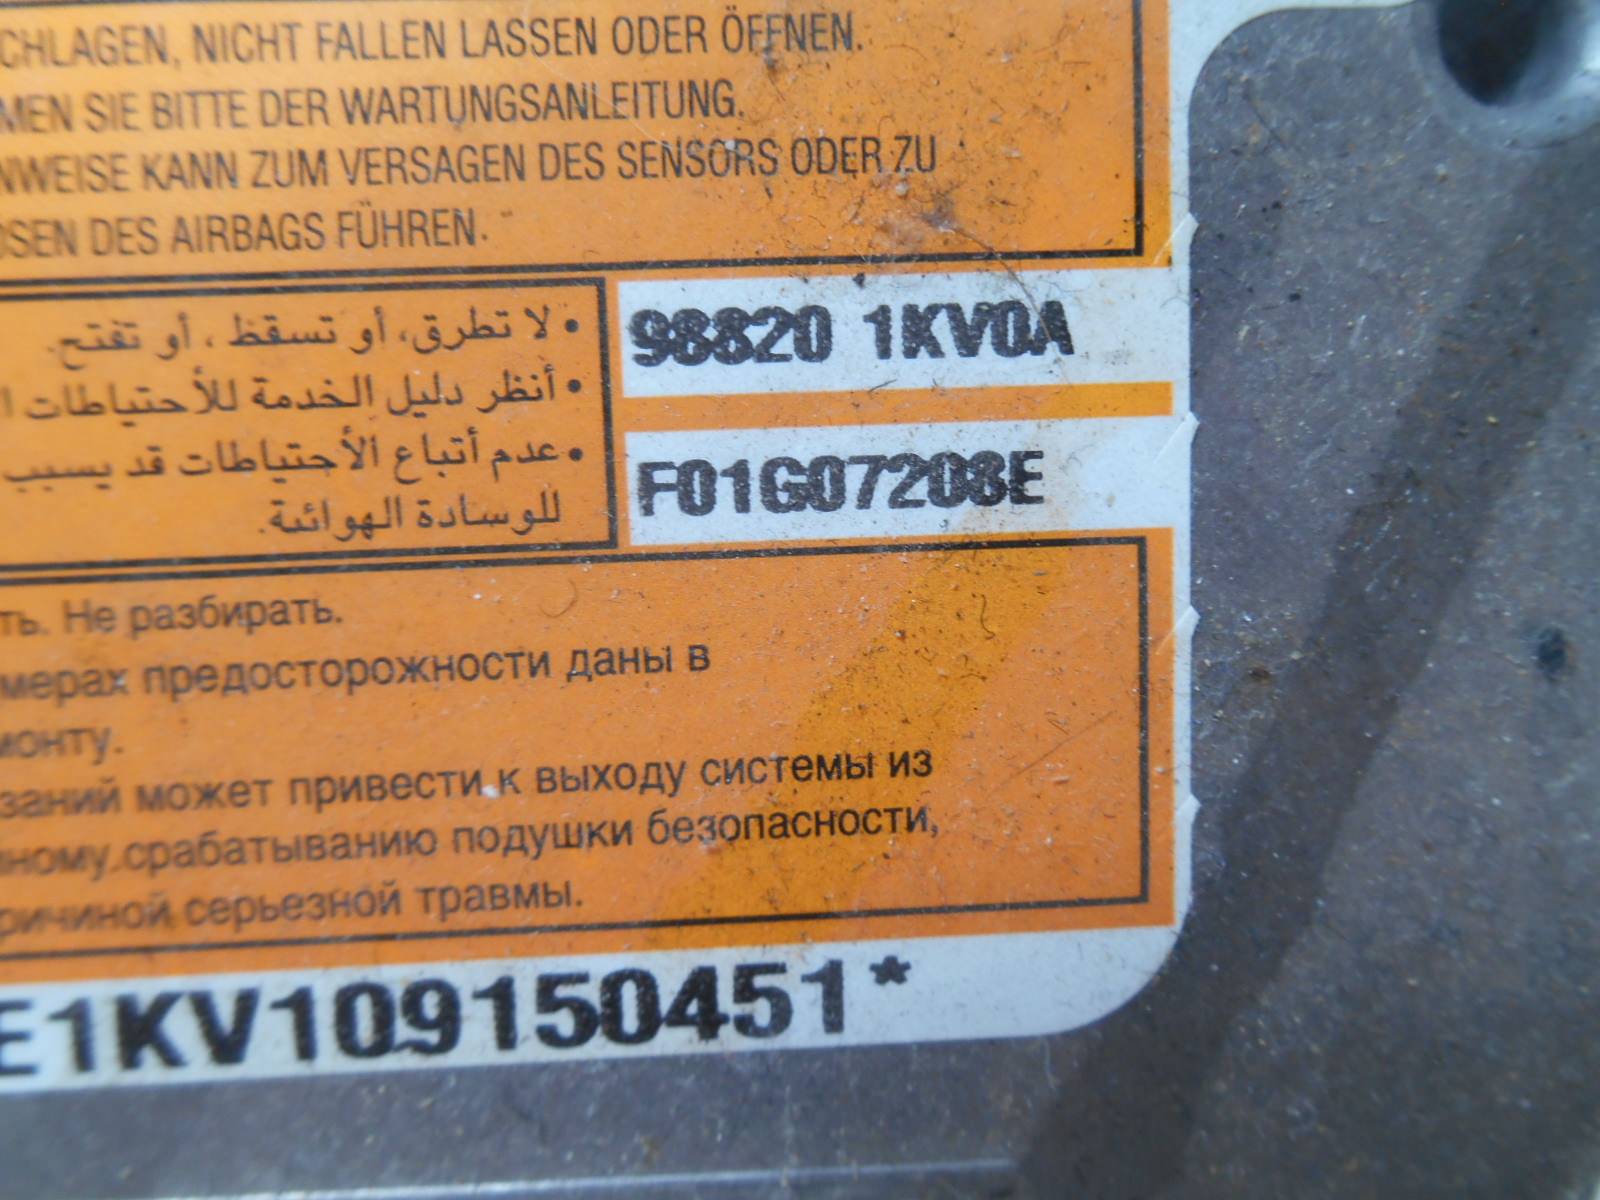 CHLAGEN, NICHT FALLEN LASSEN ODER ÖFFNEN.
MEN SIE BITTE DER WARTUNGSANLEITUNG.
NWEISE KANN ZUM VERSAGEN DES SENSORS ODER ZU
ÖSEN DES AIRBAGS FÜHREN.
• لا تطرق، أو تسقظ ، أو تفتح.
• أنظر دليل الخدمة للأحتياطات ا
• عدم أتباع الأحتياطات قد يسبب
للوسادة الهوائية.
98820 1KV0A
F01G07208E
ть. Не разбирать.
мерах предосторожности даны в
монту.
заний может привести к выходу системы из
нному срабатыванию подушки безопасности,
ричиной серьезной травмы.
E1KV109150451*